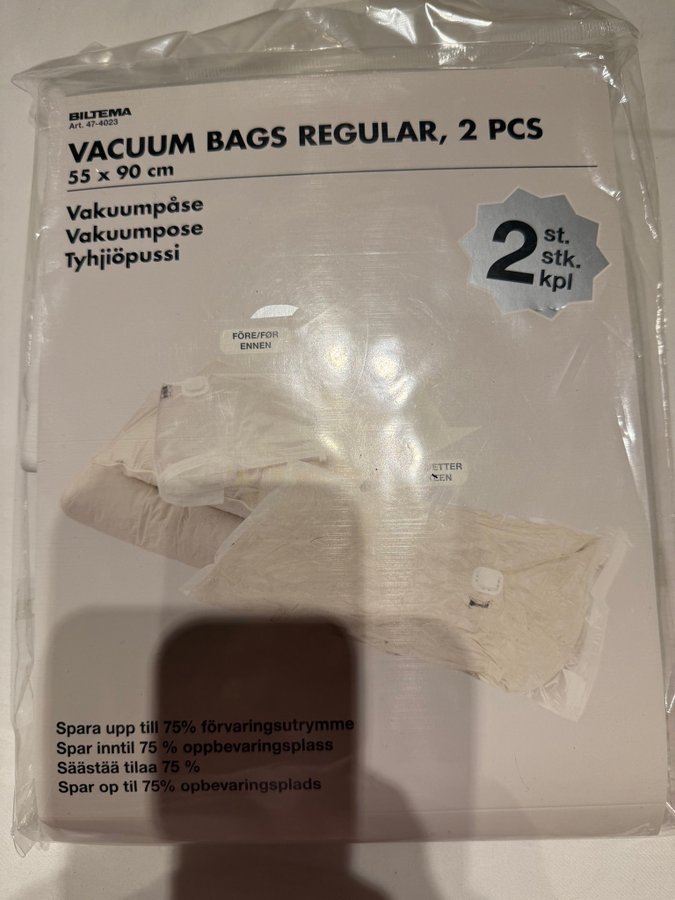 BILTEMA
Art. 47-4023
VACUUM BAGS REGULAR, 2 PCS
55 x 90 cm
Vakuumpåse
Vakuumpose
Tyhjiöpussi
2 st.
stk.
kpl
FÖRE/FØR
ENNEN
ETTER
Spara upp till 75% förvaringsutrymme
Spar inntil 75 % oppbevaringsplass
Säästää tilaa 75 %
Spar op til 75% opbevaringsplads